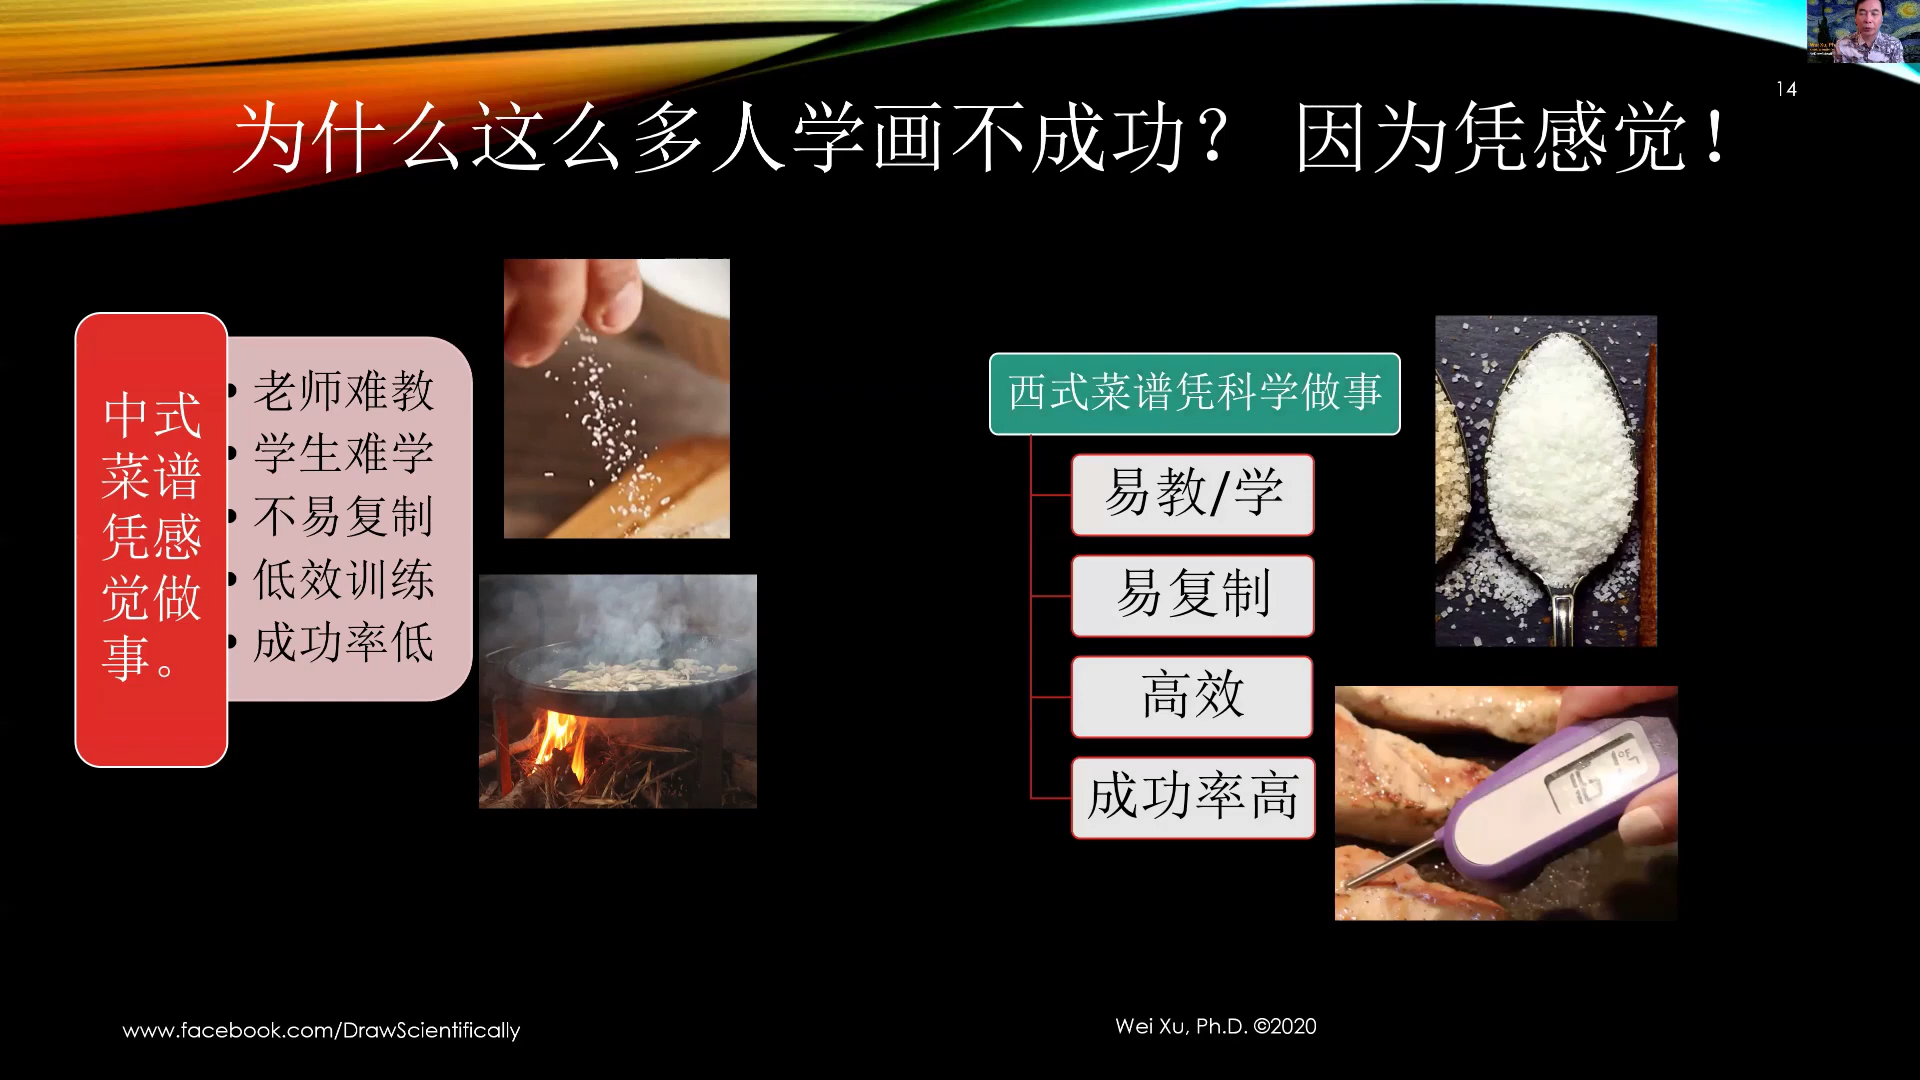 14
为什么这么多人学画不成功？ 因为凭感觉！
中式
菜谱
凭感
觉做
事。
• 老师难教
• 学生难学
• 不易复制
• 低效训练
• 成功率低
西式菜谱凭科学做事
易教/学
易复制
高效
成功率高
www.facebook.com/DrawScientifically
Wei Xu, Ph.D. ©2020